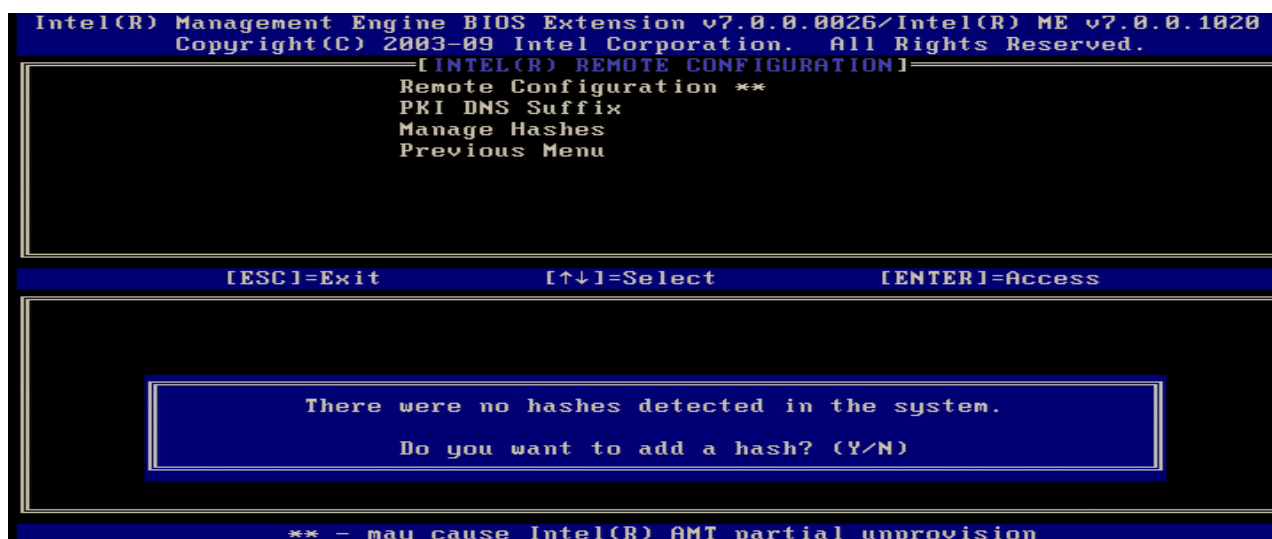 Intel(R) Management Engine BIOS Extension v7.0.0.0026/Intel(R) ME v7.0.0.1020
Copyright(C) 2003-09 Intel Corporation. All Rights Reserved.
[INTEL(R) REMOTE CONFIGURATION]
Remote Configuration **
PKI DNS Suffix
Manage Hashes
Previous Menu
[ESC]=Exit [↑↓]=Select [ENTER]=Access
There were no hashes detected in the system.
Do you want to add a hash? (Y/N)
** - may cause Intel(R) AMT partial unprovision